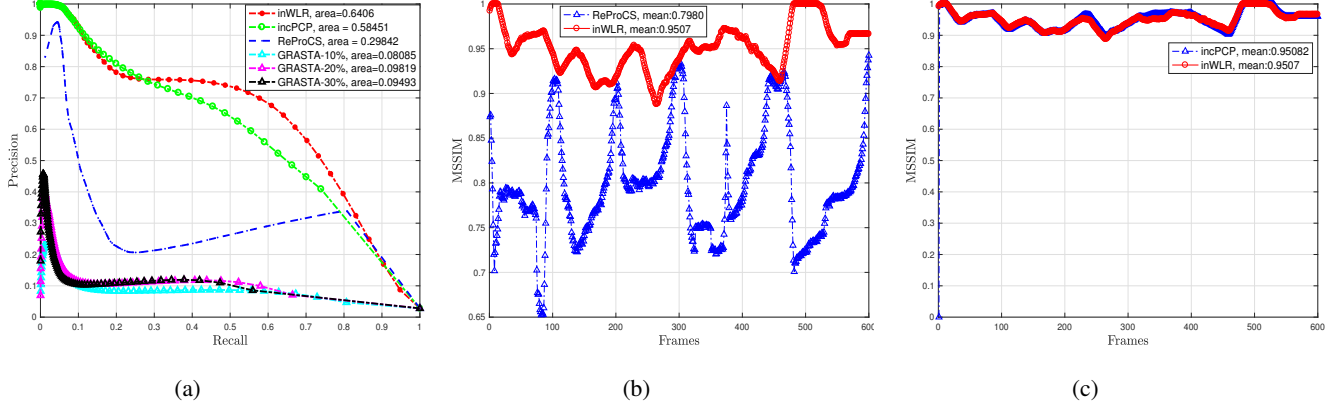 inWLR, area=0.6406
incPCP, area = 0.58451
ReProCS, area = 0.29842
GRASTA-10%, area=0.08085
GRASTA-20%, area=0.09819
GRASTA-30%, area=0.09493
Precision
1
0.9
0.8
0.7
0.6
0.5
0.4
0.3
0.2
0.1
0
0 0.1 0.2 0.3 0.4 0.5 0.6 0.7 0.8 0.9 1
Recall
(a)
ReProCS, mean:0.7980
inWLR, mean:0.9507
MSSIM
1
0.95
0.9
0.85
0.8
0.75
0.7
0.65
0 100 200 300 400 500 600
Frames
(b)
incPCP, mean:0.95082
inWLR, mean:0.9507
MSSIM
1
0.9
0.8
0.7
0.6
0.5
0.4
0.3
0.2
0.1
0
0 100 200 300 400 500 600
Frames
(c)